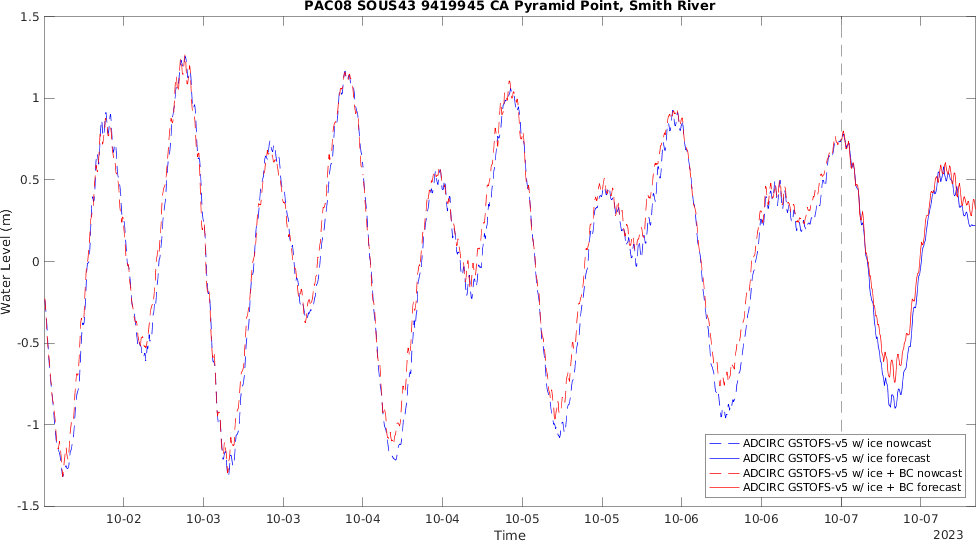 PAC08 SOUS43 9419945 CA Pyramid Point, Smith River
1.5
1
0.5
0
-0.5
-1
-1.5
Water Level (m)
ADCIRC GSTOFS-v5 w/ ice nowcast
ADCIRC GSTOFS-v5 w/ ice forecast
ADCIRC GSTOFS-v5 w/ ice + BC nowcast
ADCIRC GSTOFS-v5 w/ ice + BC forecast
10-02 10-03 10-03 10-04 10-04 10-05 10-05 10-06 10-06 10-07 10-07
Time
2023